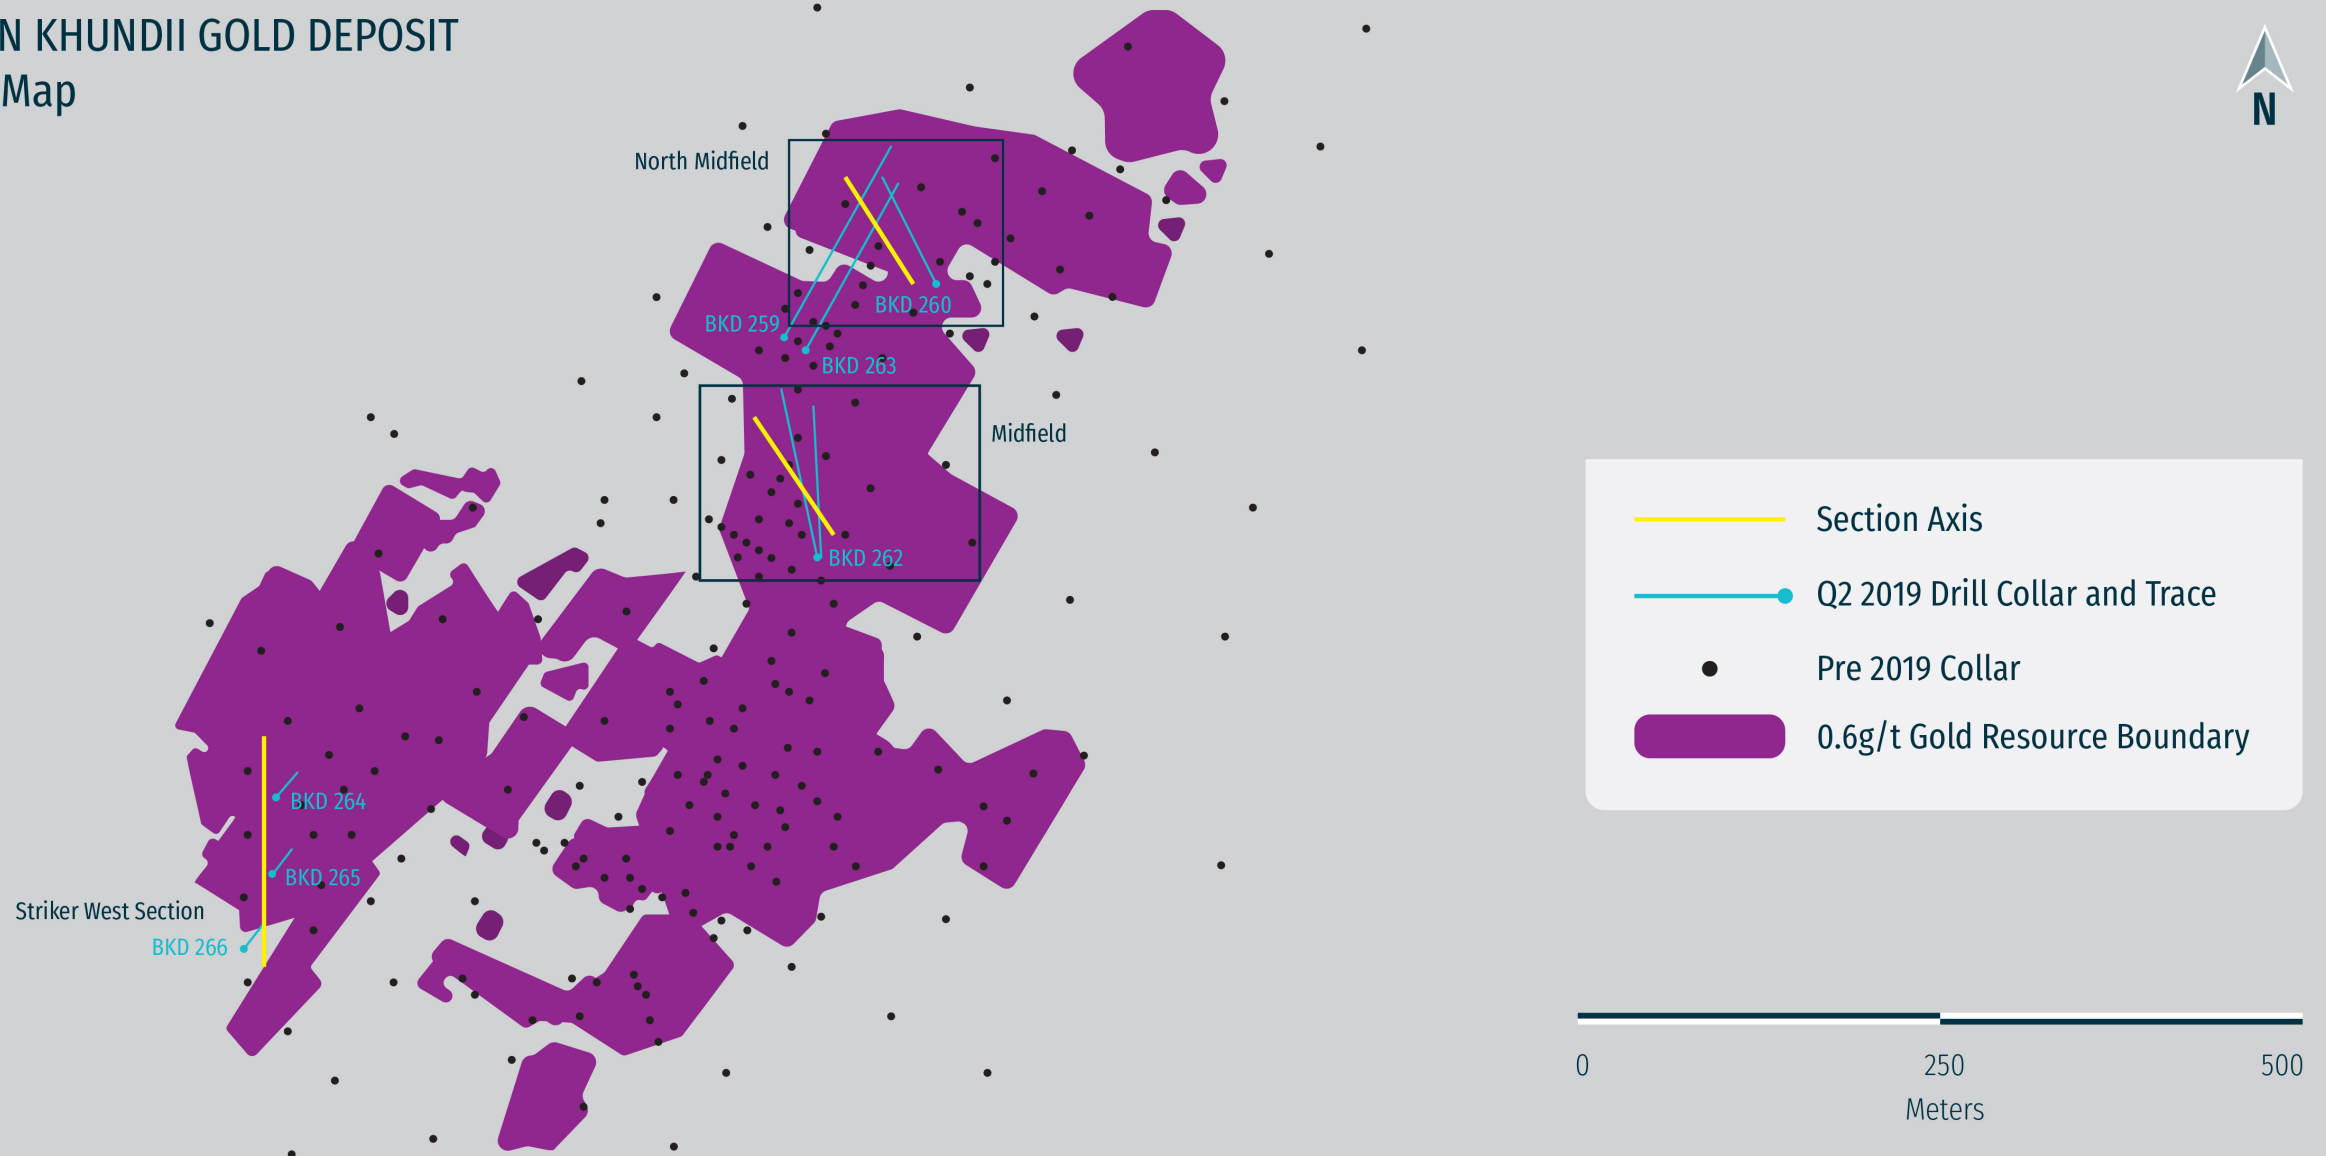 N KHUNDII GOLD DEPOSIT
Map
N
North Midfield
BKD 260
BKD 259
BKD 263
Midfield
BKD 262
Section Axis
Q2 2019 Drill Collar and Trace
Pre 2019 Collar
0.6g/t Gold Resource Boundary
BKD 264
BKD 265
Striker West Section
BKD 266
0 250 500
Meters